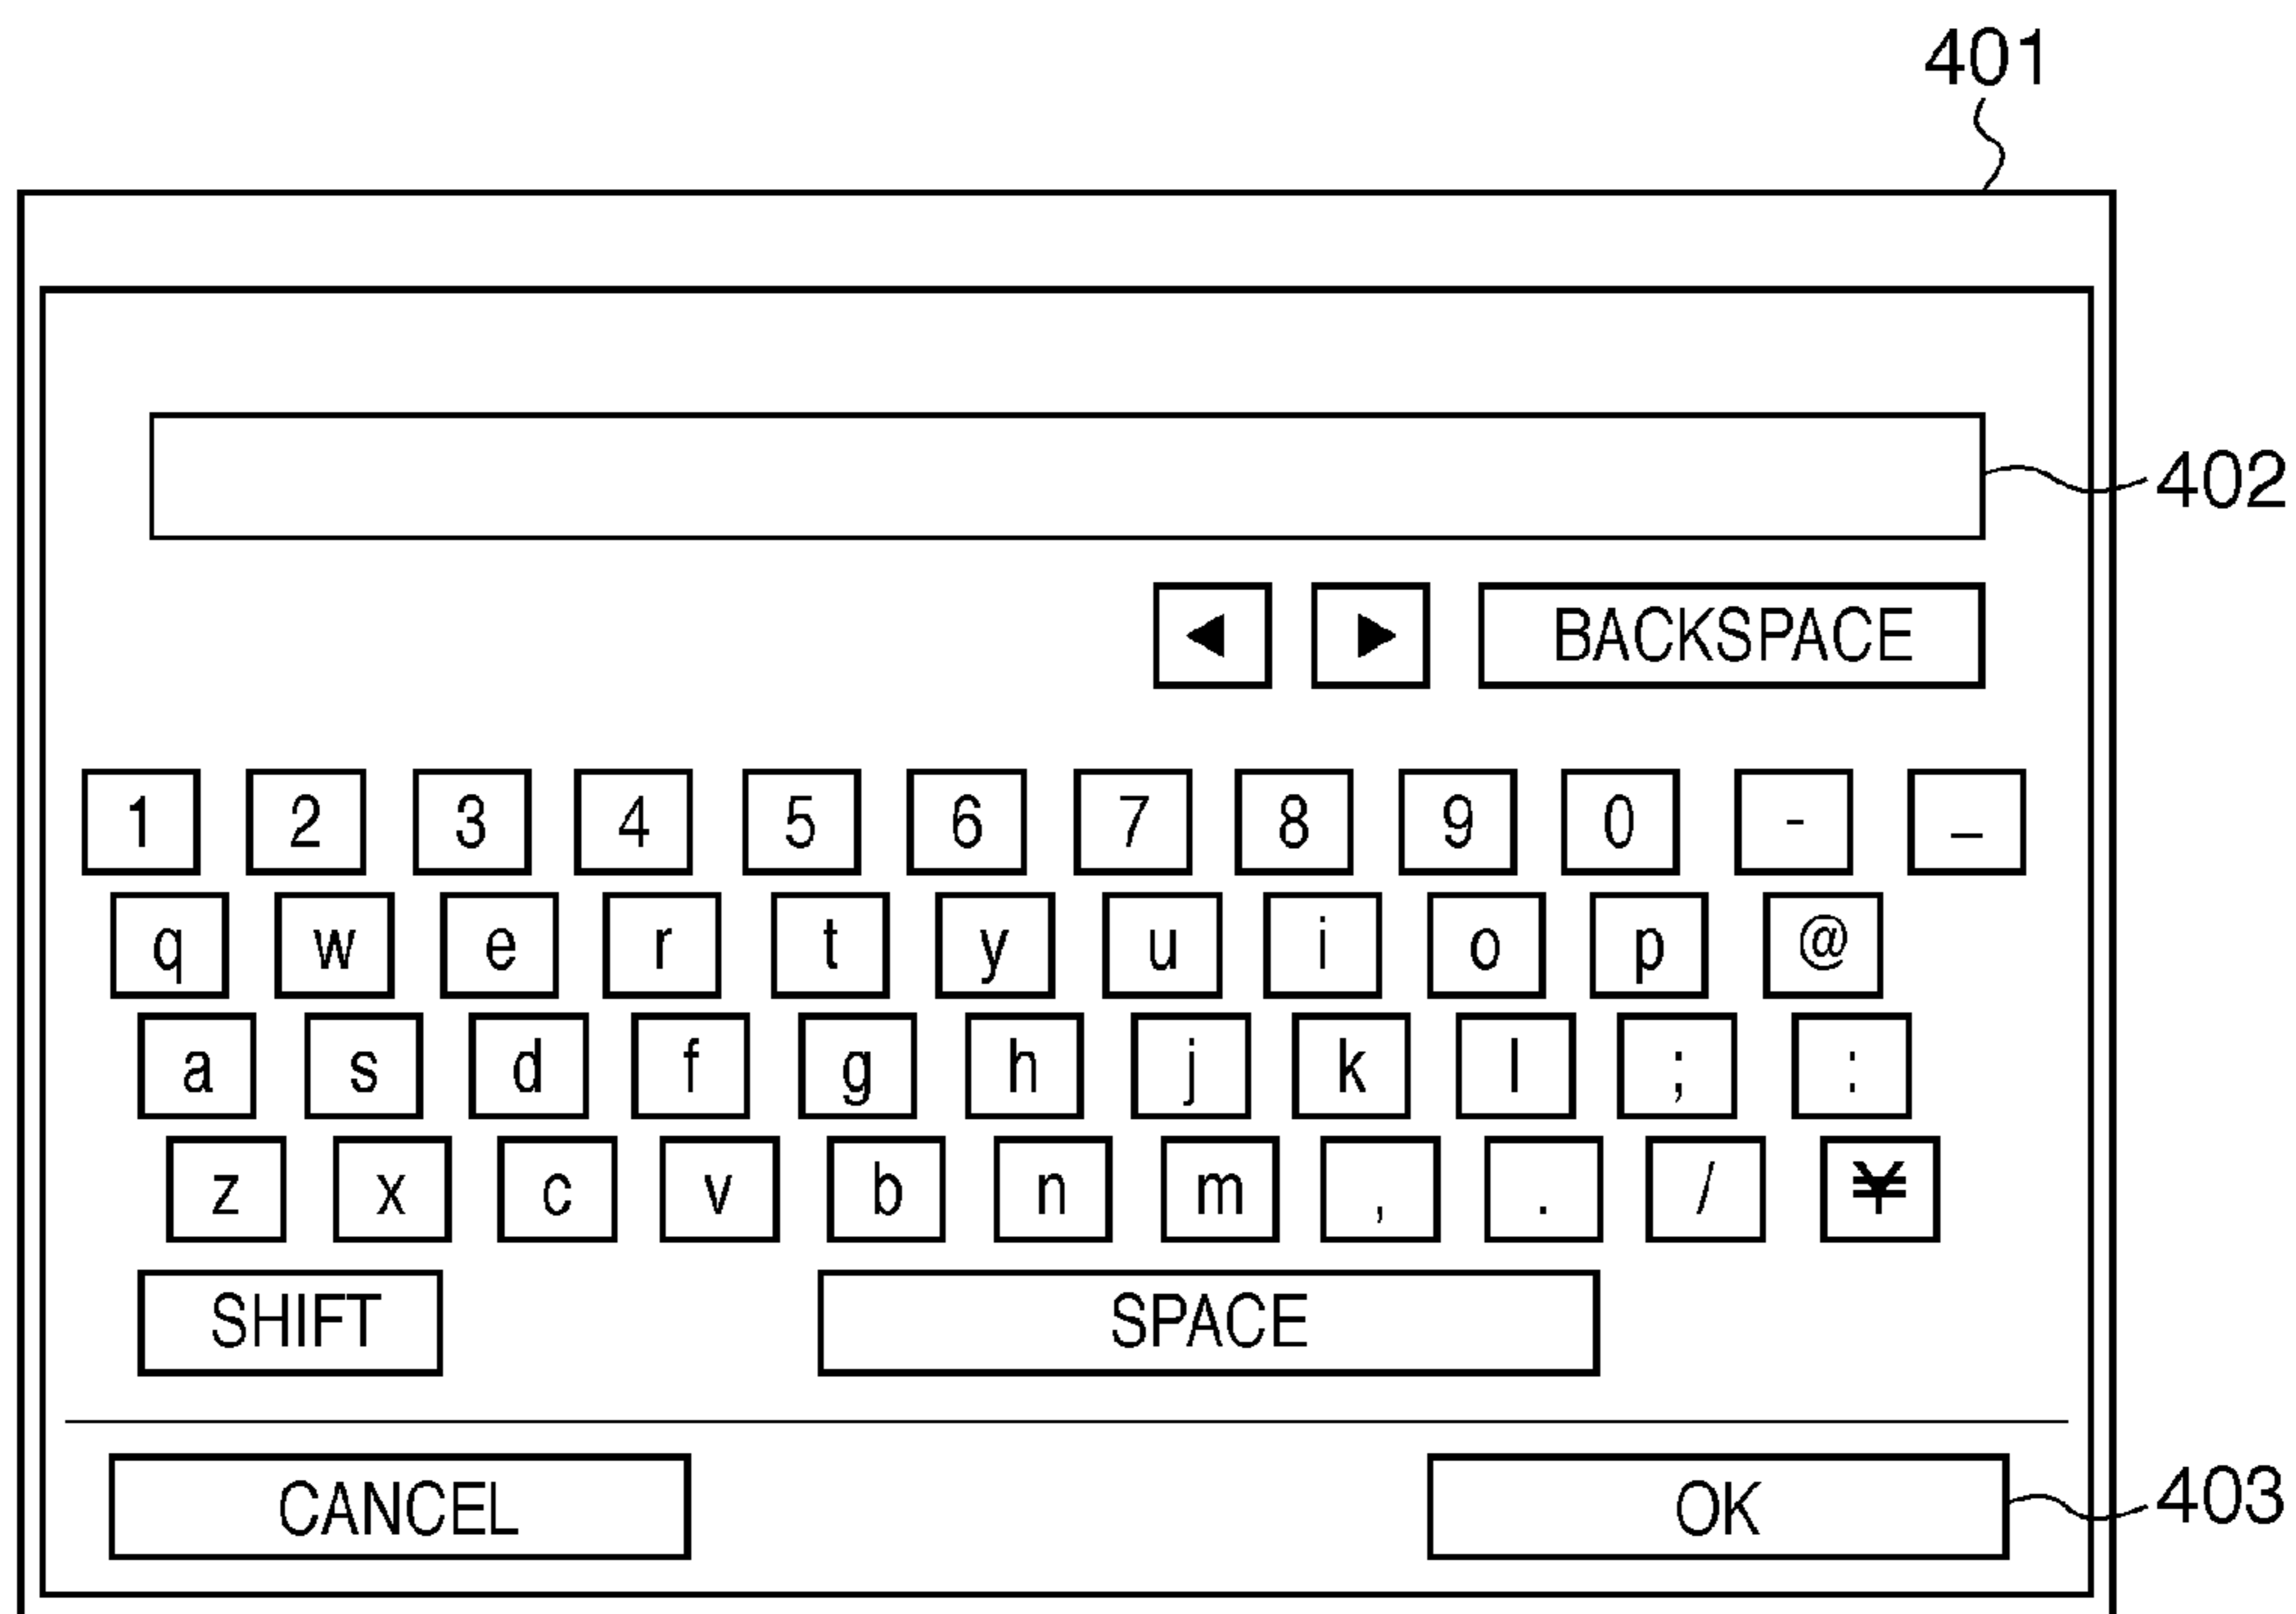 401
402
◀ ▶ BACKSPACE
1 2 3 4 5 6 7 8 9 0 - _
q w e r t y u i o p @
a s d f g h j k l ; :
z x c v b n m , . / ¥
SHIFT SPACE
CANCEL OK 403